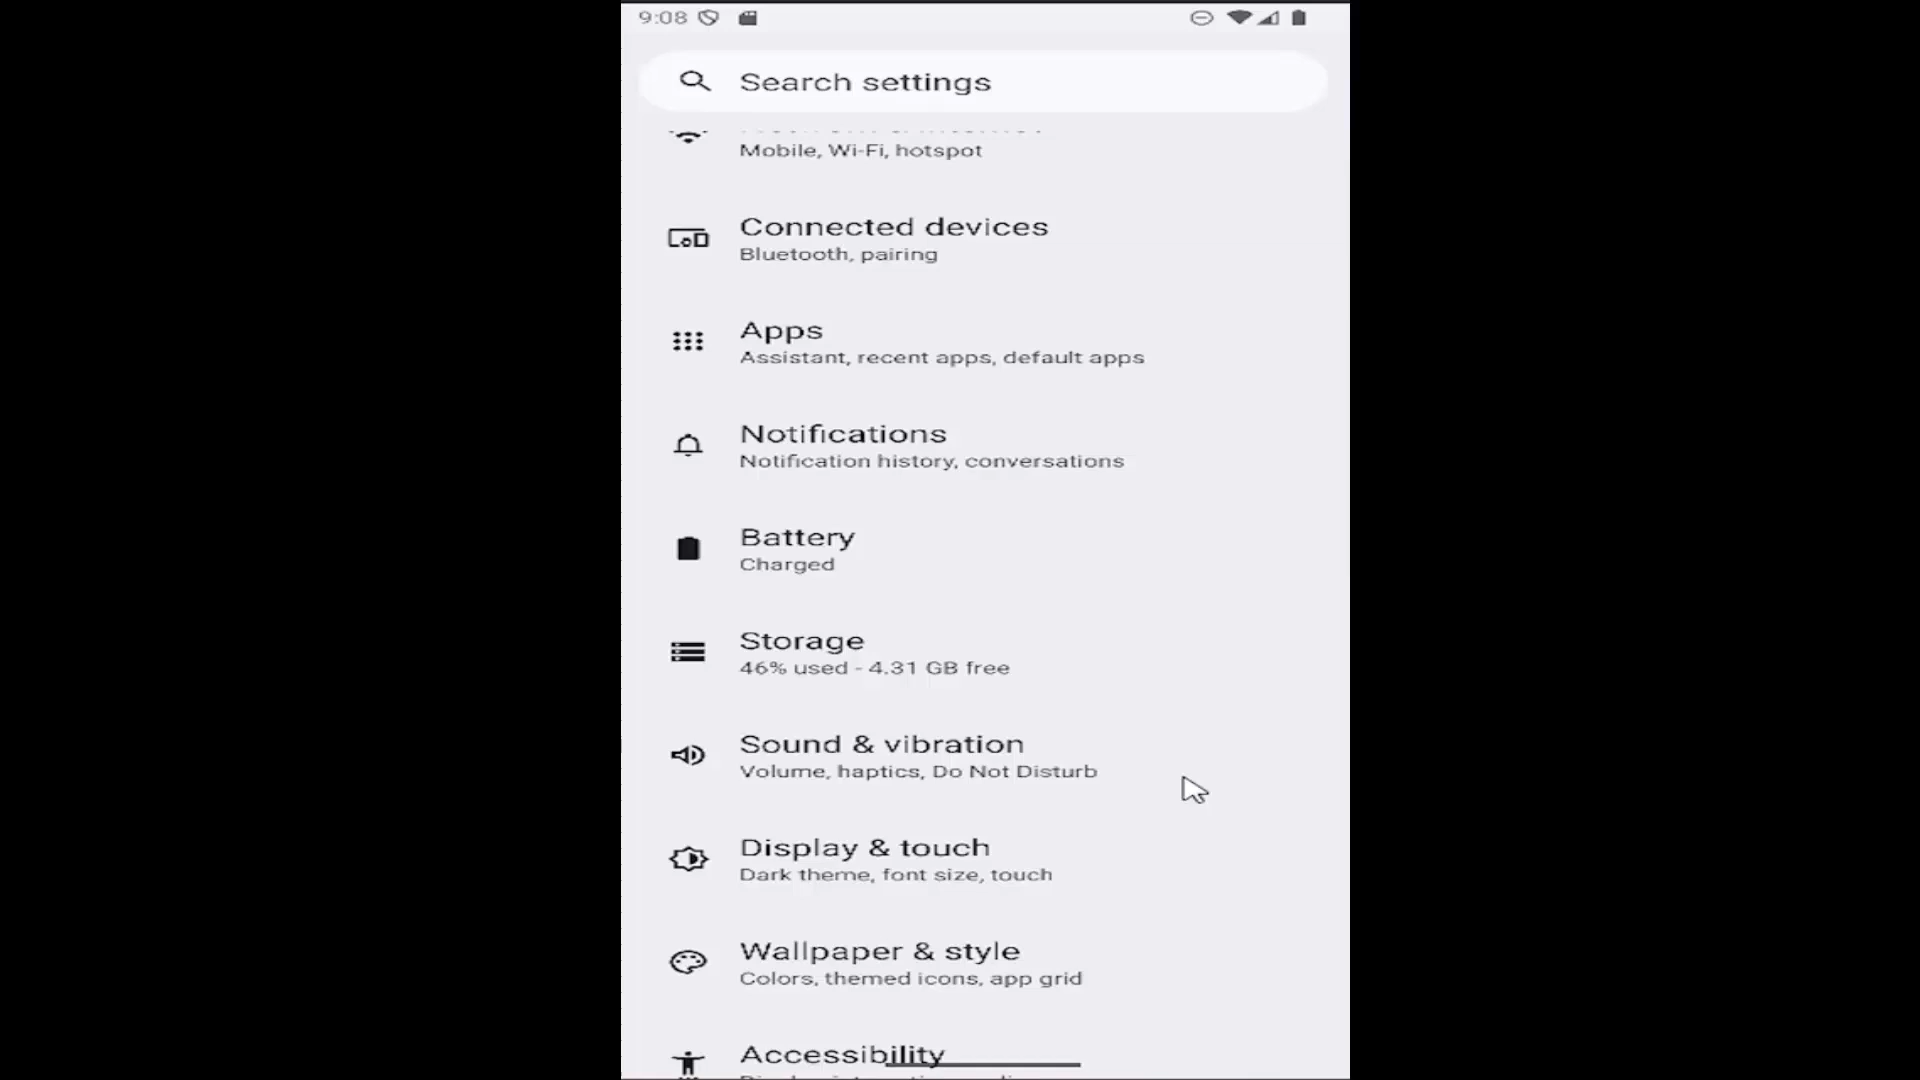 9:08
Search settings
Mobile, Wi-Fi, hotspot
Connected devices
Bluetooth, pairing
Apps
Assistant, recent apps, default apps
Notifications
Notification history, conversations
Battery
Charged
Storage
46% used - 4.31 GB free
Sound & vibration
Volume, haptics, Do Not Disturb
Display & touch
Dark theme, font size, touch
Wallpaper & style
Colors, themed icons, app grid
Accessibility